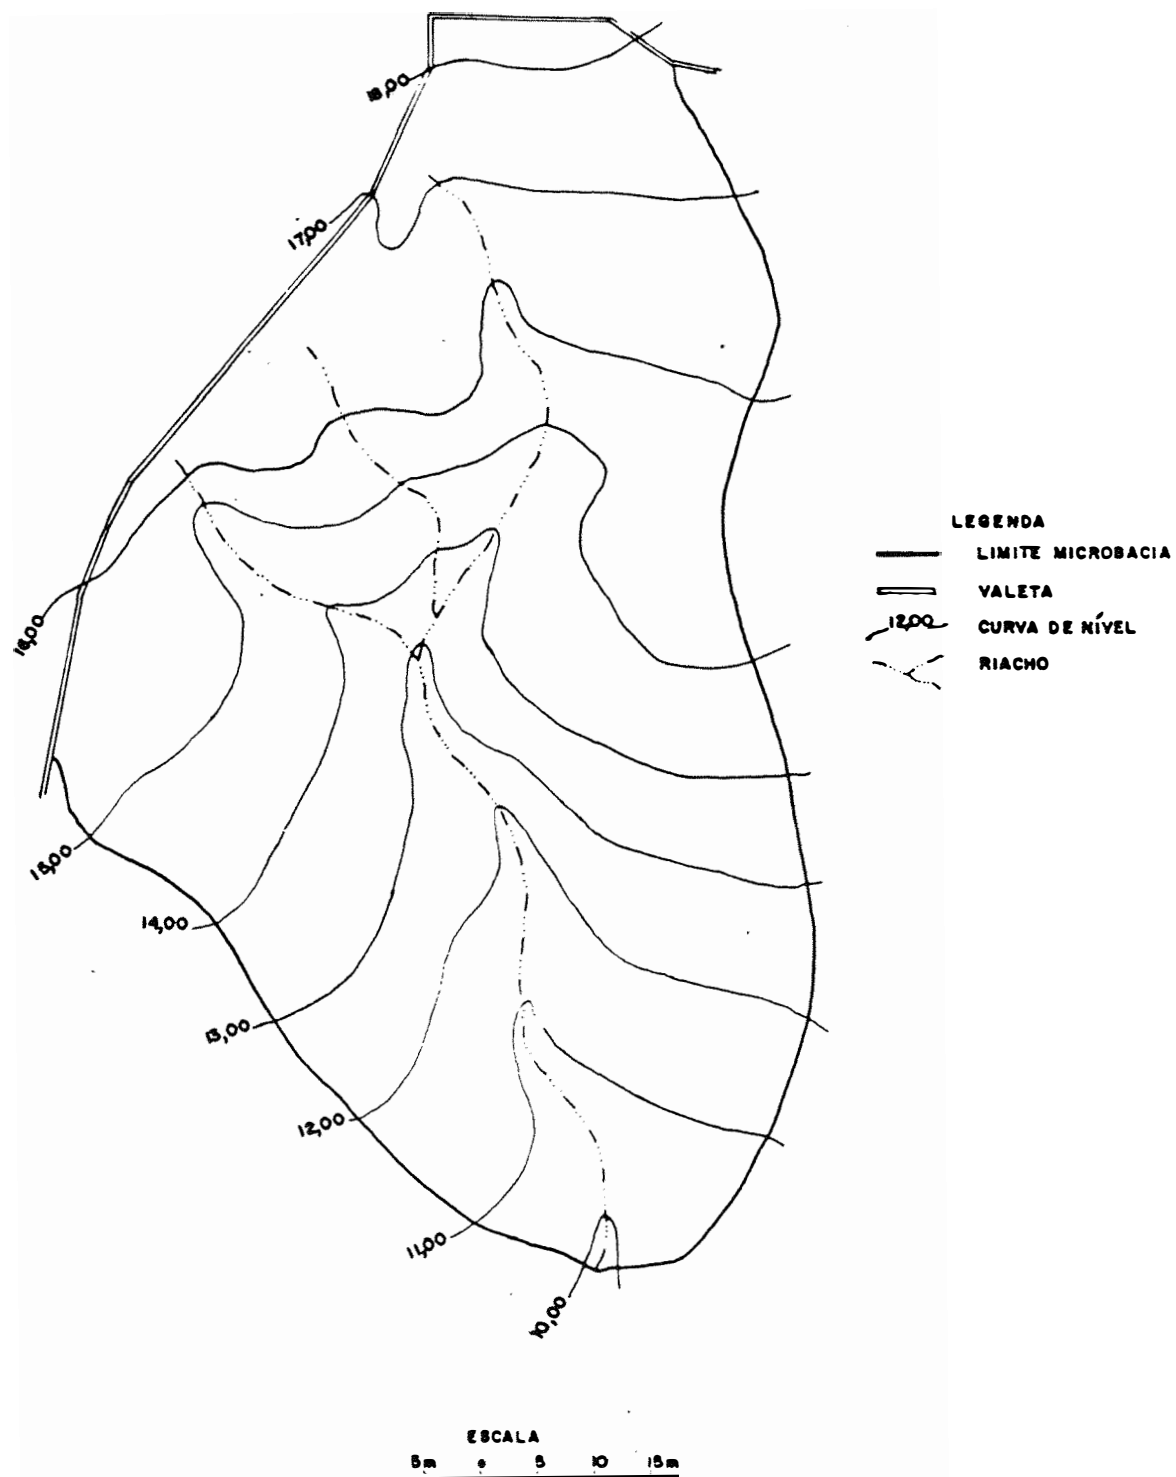 18,00
17,00
16,00
15,00
14,00
13,00
12,00
11,00
10,00
LEGENDA
LIMITE MICROBACIA
VALETA
12,00 CURVA DE NÍVEL
RIACHO
ESCALA
5m 0 5 10 15m